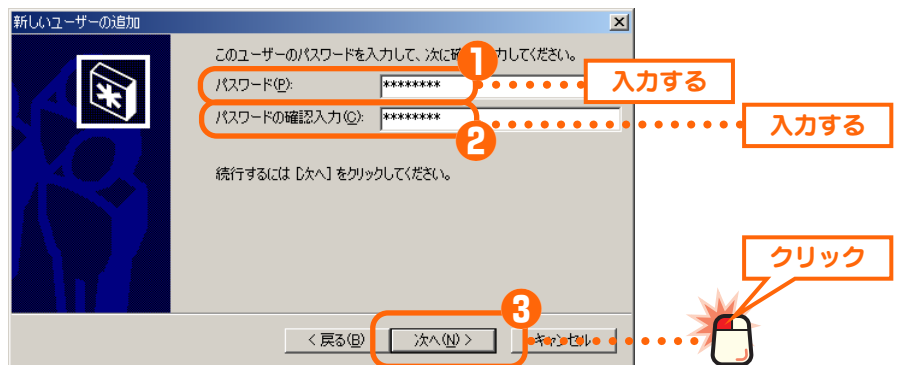 新しいユーザーの追加
このユーザーのパスワードを入力して、次に確 力してください。
1
パスワード(P):
********
入力する
パスワードの確認入力(C):
********
2
入力する
続行するには [次へ] をクリックしてください。
クリック
3
< 戻る(B)
次へ(N) >
キャンセル